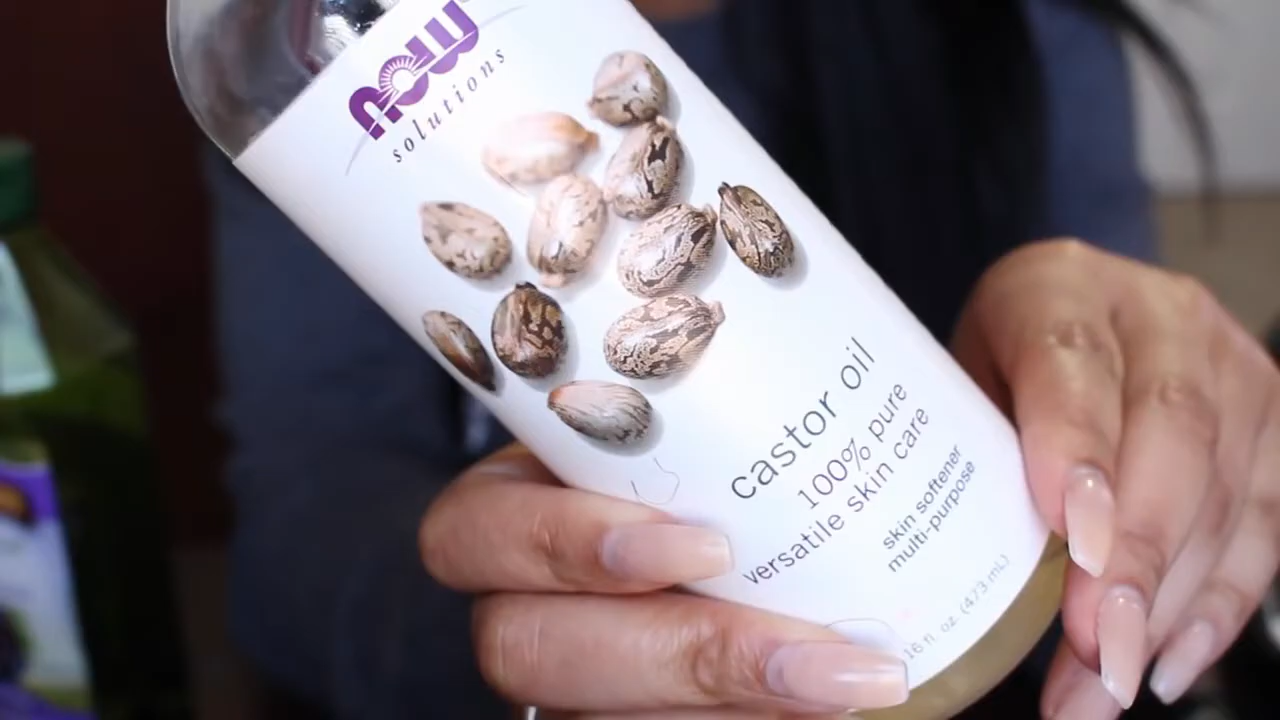 NOW
solutions
castor oil
100% pure
versatile skin care
skin softener
multi-purpose
16 fl. oz. (473 mL)